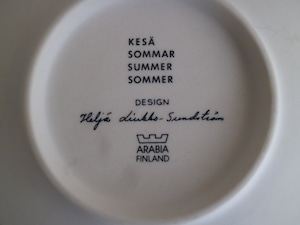 KESÄ
SOMMAR
SUMMER
SOMMER
DESIGN
Heljä Liukko-Sundström
ARABIA
FINLAND